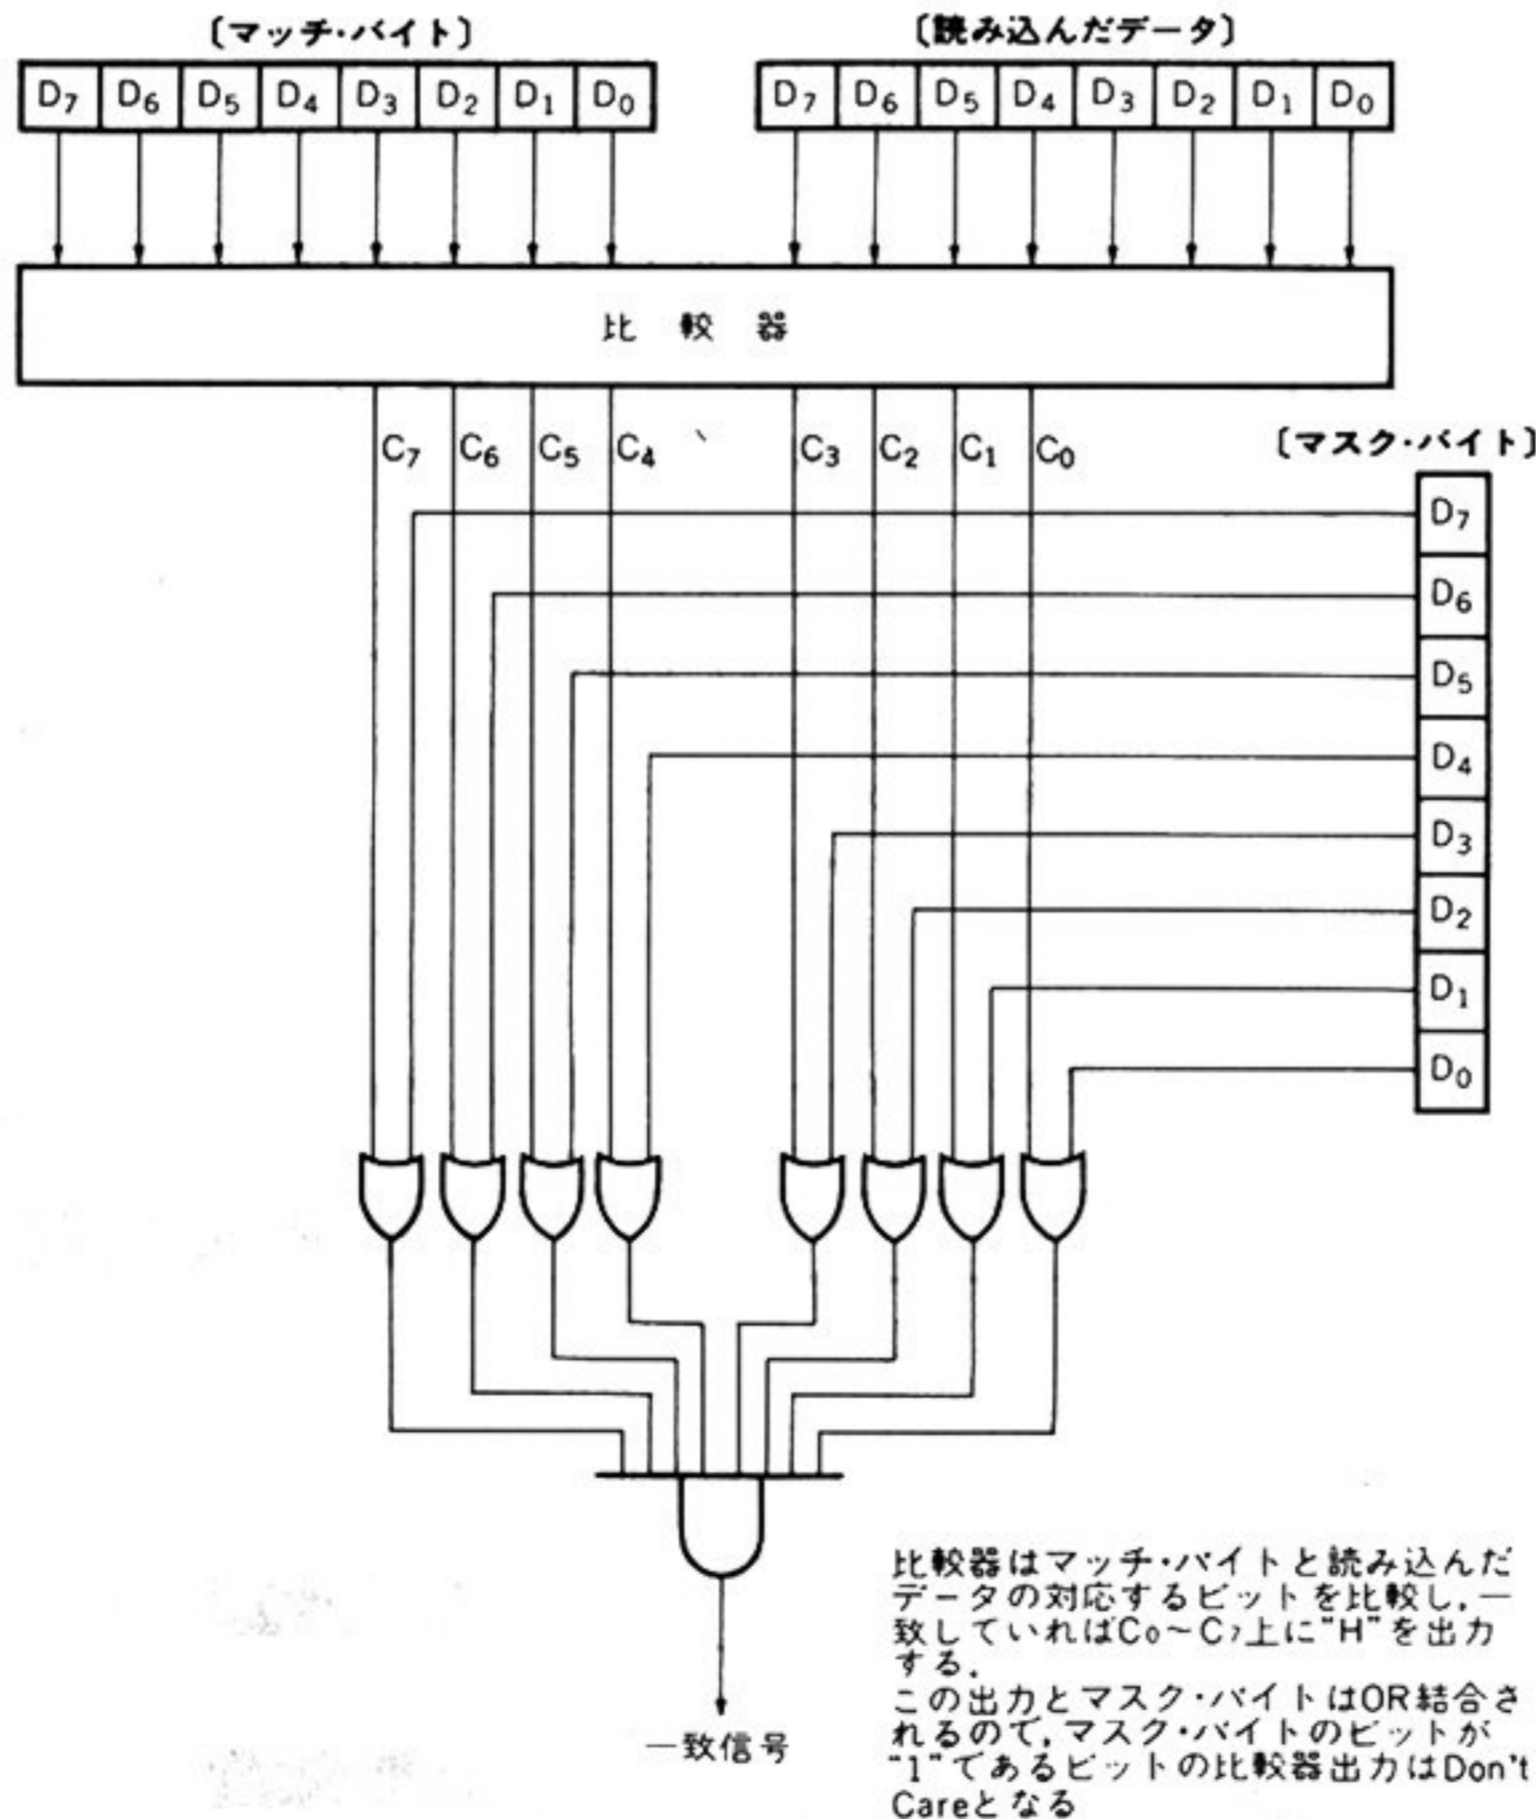 〔マッチ・バイト〕
〔読み込んだデータ〕
D7 D6 D5 D4 D3 D2 D1 D0
D7 D6 D5 D4 D3 D2 D1 D0
比較器
C7 C6 C5 C4 C3 C2 C1 C0
〔マスク・バイト〕
D7
D6
D5
D4
D3
D2
D1
D0
一致信号
比較器はマッチ・バイトと読み込んだ
データの対応するビットを比較し,一
致していればC0〜C7上に"H"を出力
する.
この出力とマスク・バイトはOR結合さ
れるので,マスク・バイトのビットが
"1"であるビットの比較器出力はDon't
Careとなる